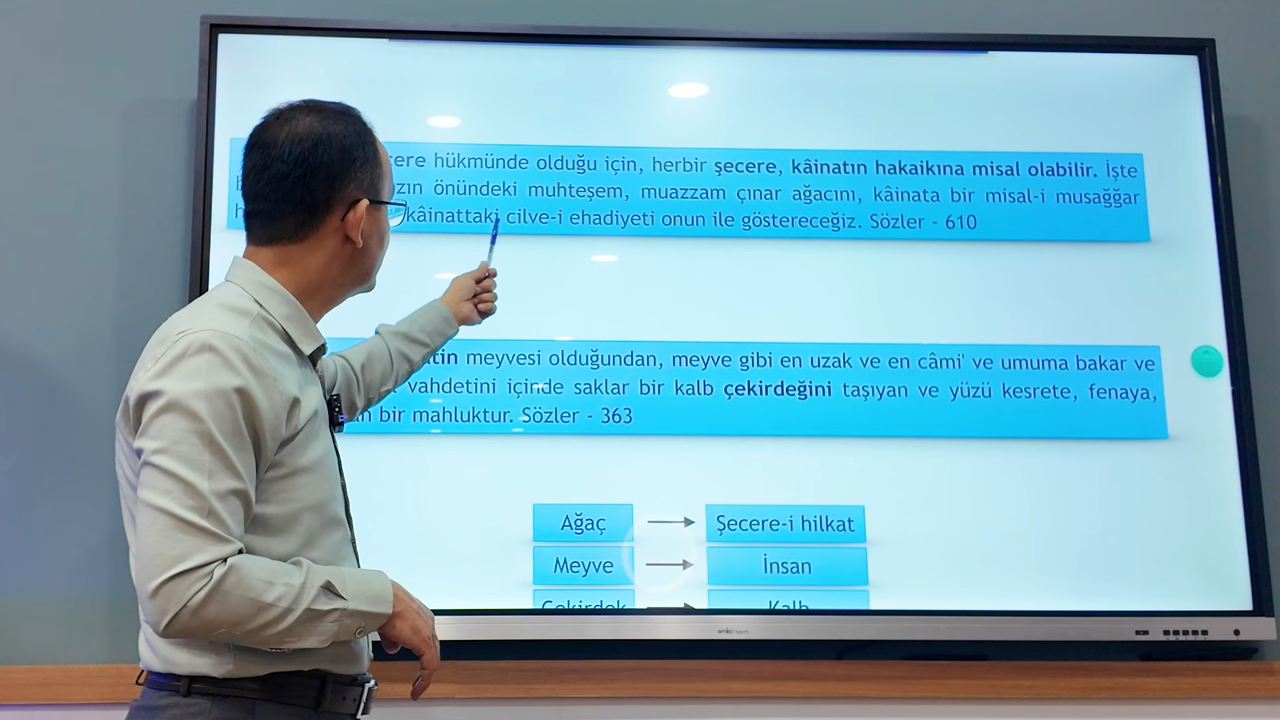 cere hükmünde olduğu için, herbir şecere, kâinatın hakaikına misal olabilir. İşte
zın önündeki muhteşem, muazzam çınar ağacını, kâinata bir misal-i musağğar
kâinattaki cilve-i ehadiyeti onun ile göstereceğiz. Sözler - 610
tin meyvesi olduğundan, meyve gibi en uzak ve en câmi' ve umuma bakar ve
vahdetini içinde saklar bir kalb çekirdeğini taşıyan ve yüzü kesrete, fenaya,
an bir mahluktur. Sözler - 363
Ağaç → Şecere-i hilkat
Meyve → İnsan
Çekirdek → Kalb